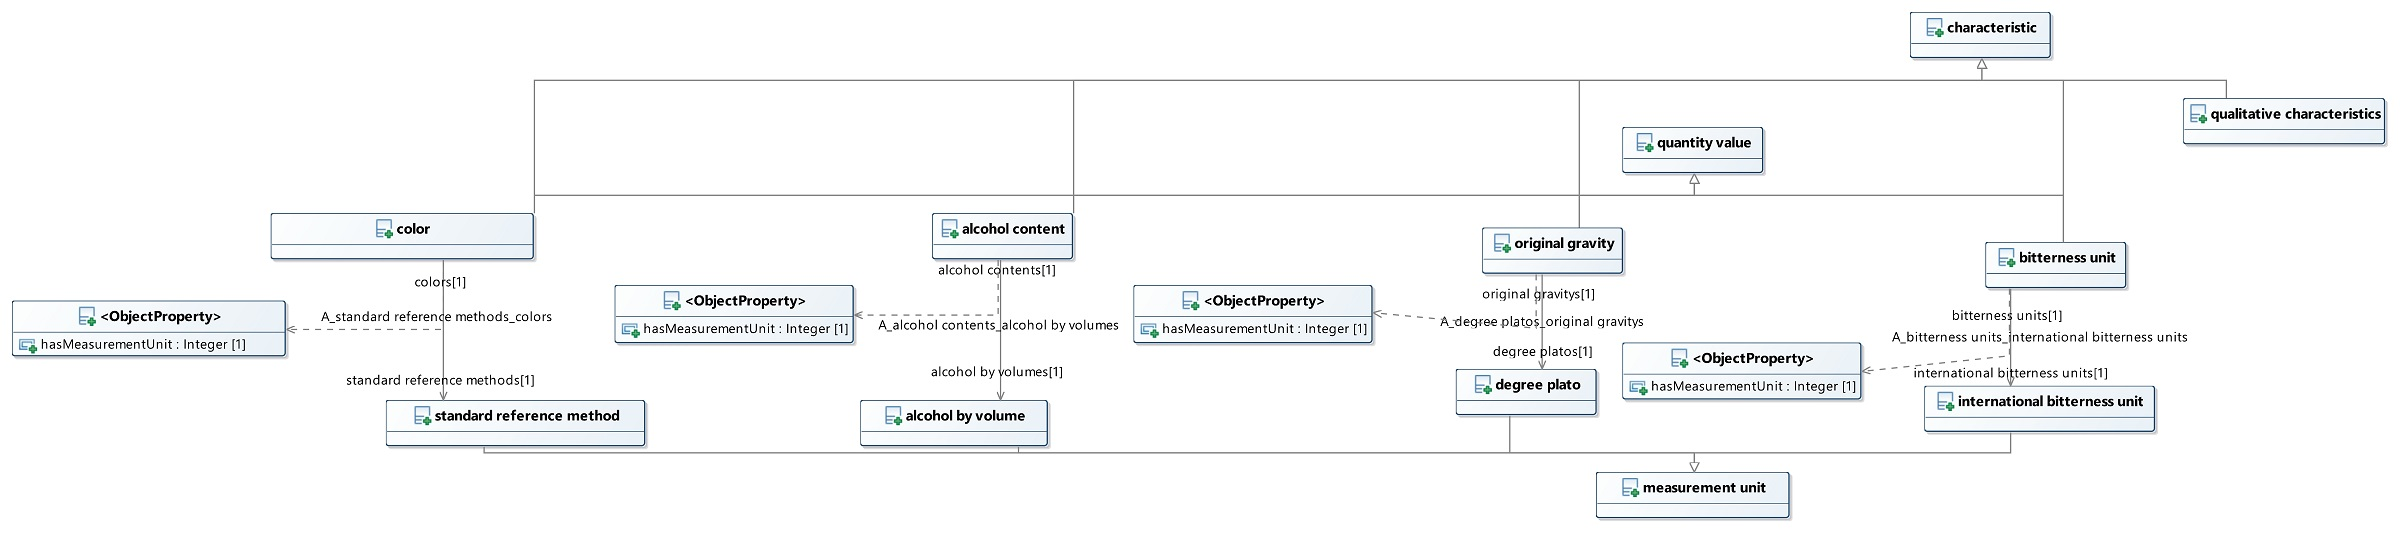 characteristic
qualitative characteristics
quantity value
color
alcohol content
original gravity
bitterness unit
colors[1]
alcohol contents[1]
original gravitys[1]
bitterness units[1]
<ObjectProperty>
hasMeasurementUnit : Integer [1]
A_standard reference methods_colors
<ObjectProperty>
hasMeasurementUnit : Integer [1]
A_alcohol contents_alcohol by volumes
<ObjectProperty>
hasMeasurementUnit : Integer [1]
A_degree platos_original gravitys
A_bitterness units_international bitterness units
<ObjectProperty>
hasMeasurementUnit : Integer [1]
standard reference methods[1]
alcohol by volumes[1]
degree platos[1]
international bitterness units[1]
standard reference method
alcohol by volume
degree plato
international bitterness unit
measurement unit